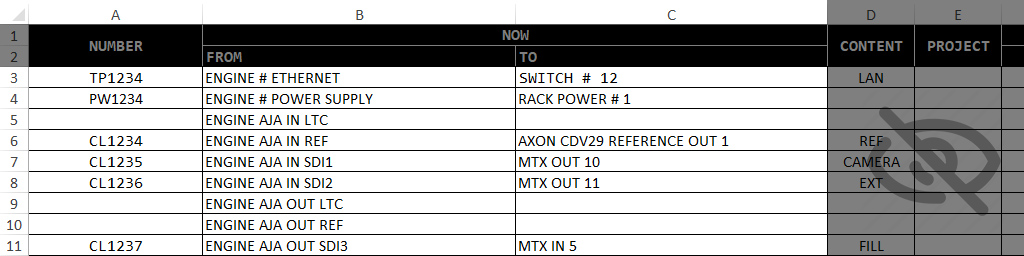 A B C D E
1 NUMBER NOW CONTENT PROJECT
2 FROM TO
3 TP1234 ENGINE # ETHERNET SWITCH # 12 LAN
4 PW1234 ENGINE # POWER SUPPLY RACK POWER # 1
5 ENGINE AJA IN LTC
6 CL1234 ENGINE AJA IN REF AXON CDV29 REFERENCE OUT 1 REF
7 CL1235 ENGINE AJA IN SDI1 MTX OUT 10 CAMERA
8 CL1236 ENGINE AJA IN SDI2 MTX OUT 11 EXT
9 ENGINE AJA OUT LTC
10 ENGINE AJA OUT REF
11 CL1237 ENGINE AJA OUT SDI3 MTX IN 5 FILL